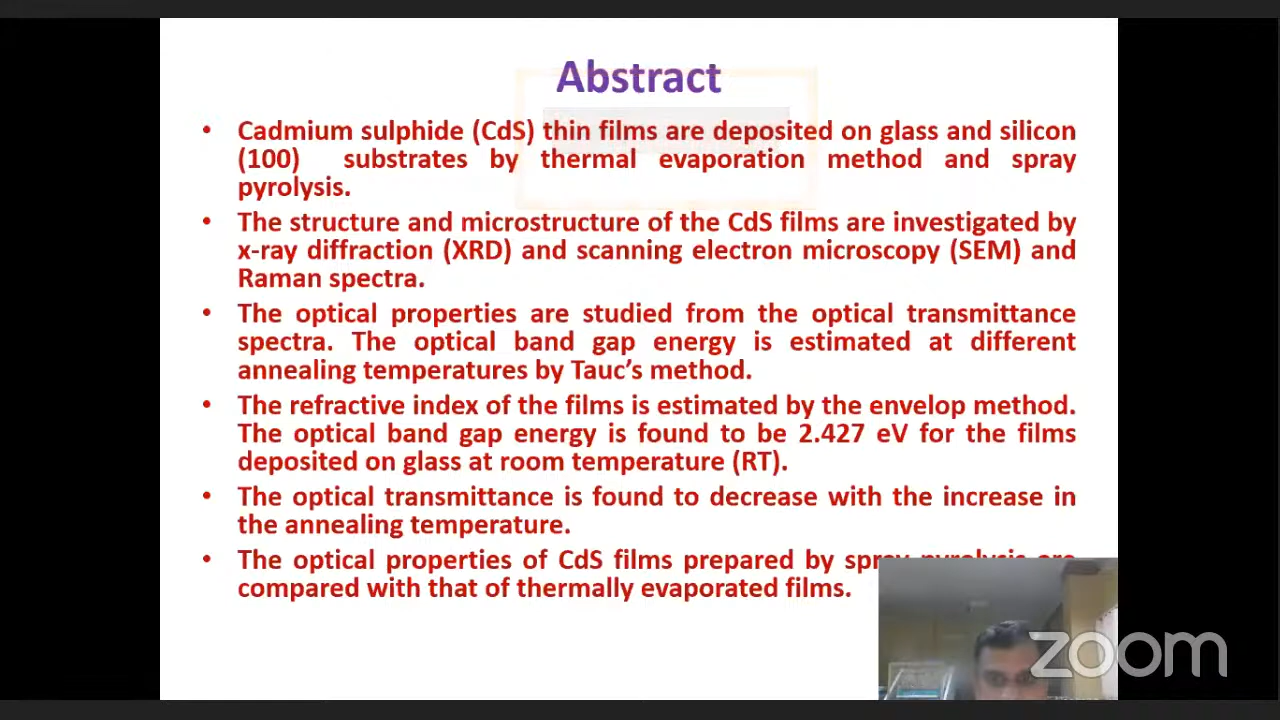 Abstract
• Cadmium sulphide (CdS) thin films are deposited on glass and silicon
(100) substrates by thermal evaporation method and spray
pyrolysis.
• The structure and microstructure of the CdS films are investigated by
x-ray diffraction (XRD) and scanning electron microscopy (SEM) and
Raman spectra.
• The optical properties are studied from the optical transmittance
spectra. The optical band gap energy is estimated at different
annealing temperatures by Tauc’s method.
• The refractive index of the films is estimated by the envelop method.
The optical band gap energy is found to be 2.427 eV for the films
deposited on glass at room temperature (RT).
• The optical transmittance is found to decrease with the increase in
the annealing temperature.
• The optical properties of CdS films prepared by spray pyrolysis are
compared with that of thermally evaporated films.
zoom